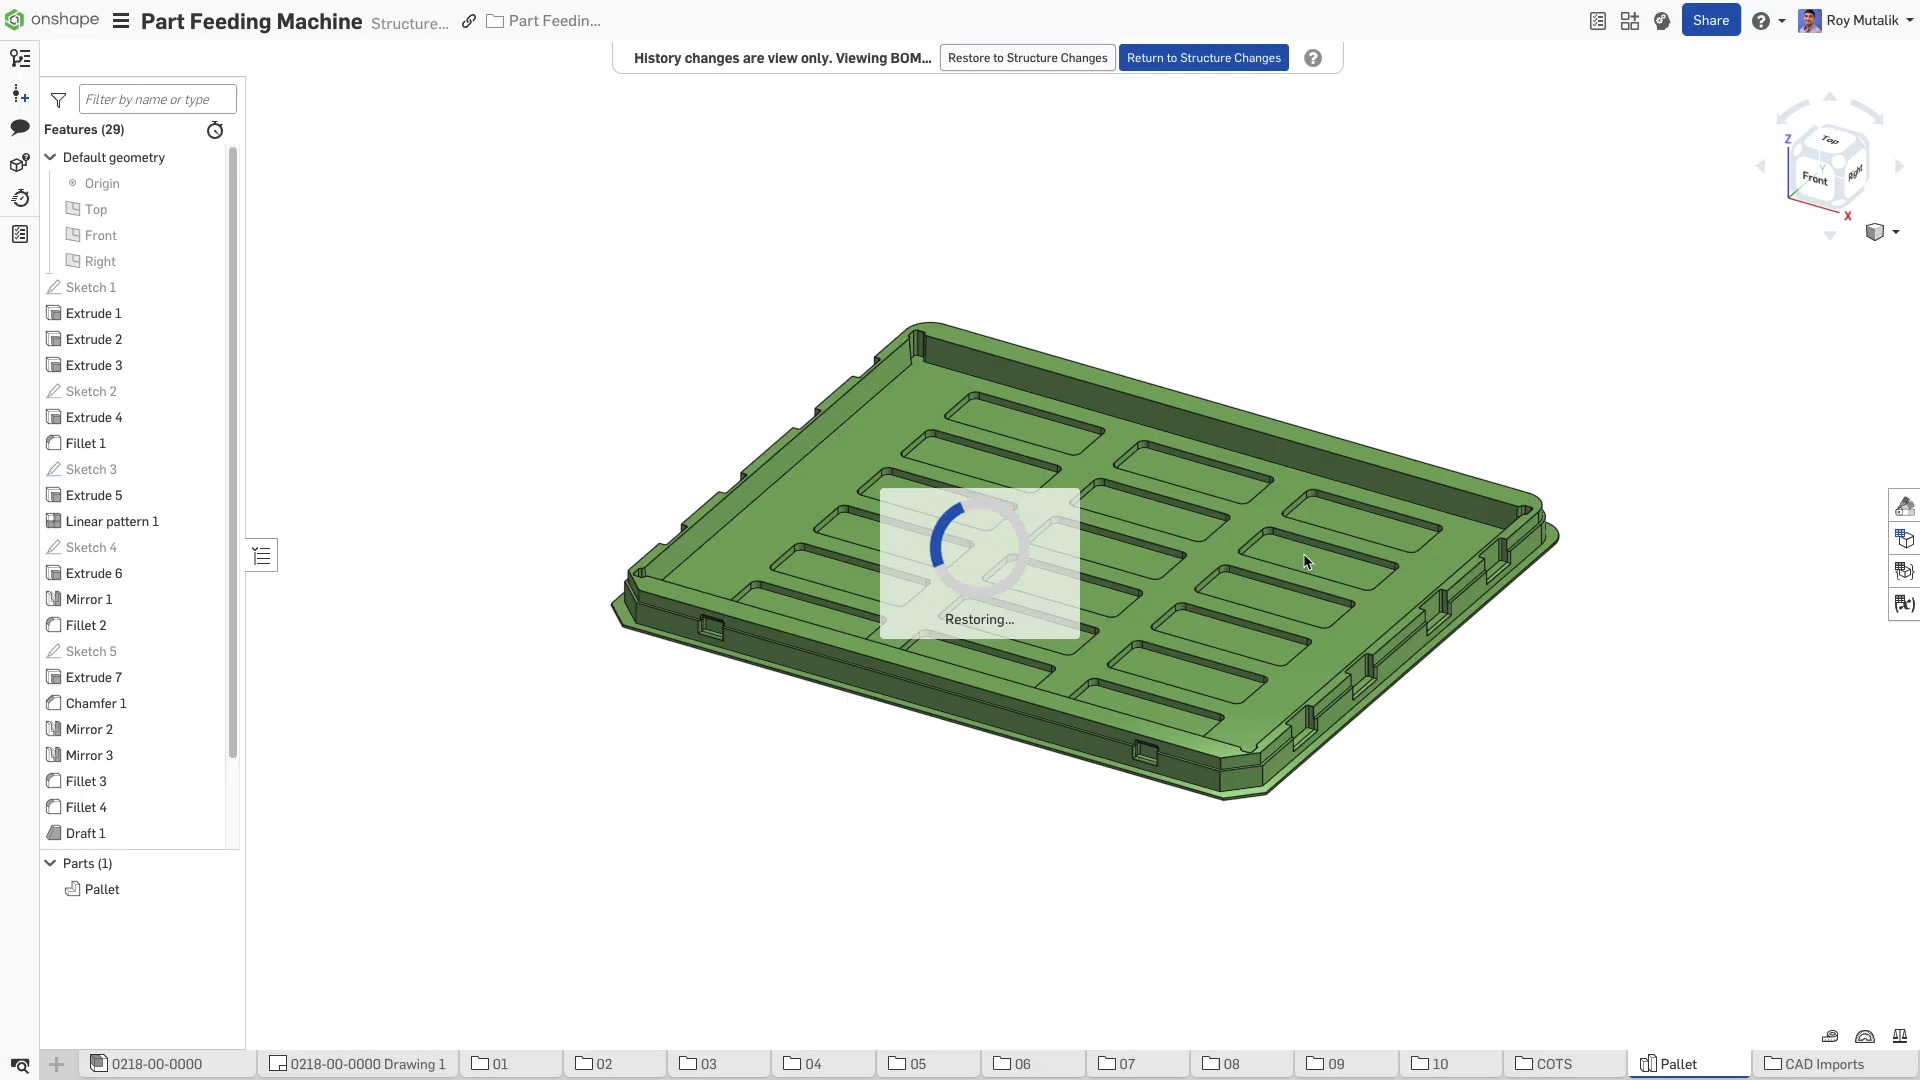 onshape Part Feeding Machine Structure... Part Feedin... Share Roy Mutalik
History changes are view only. Viewing BOM... Restore to Structure Changes Return to Structure Changes
Filter by name or type
Features (29)
Default geometry
Origin
Top
Front
Right
Sketch 1
Extrude 1
Extrude 2
Extrude 3
Sketch 2
Extrude 4
Fillet 1
Sketch 3
Extrude 5
Linear pattern 1
Sketch 4
Extrude 6
Mirror 1
Fillet 2
Sketch 5
Extrude 7
Chamfer 1
Mirror 2
Mirror 3
Fillet 3
Fillet 4
Draft 1
Parts (1)
Pallet
Restoring...
Z
Top
Y
Front
Right
X
0218-00-0000 0218-00-0000 Drawing 1 01 02 03 04 05 06 07 08 09 10 COTS Pallet CAD Imports